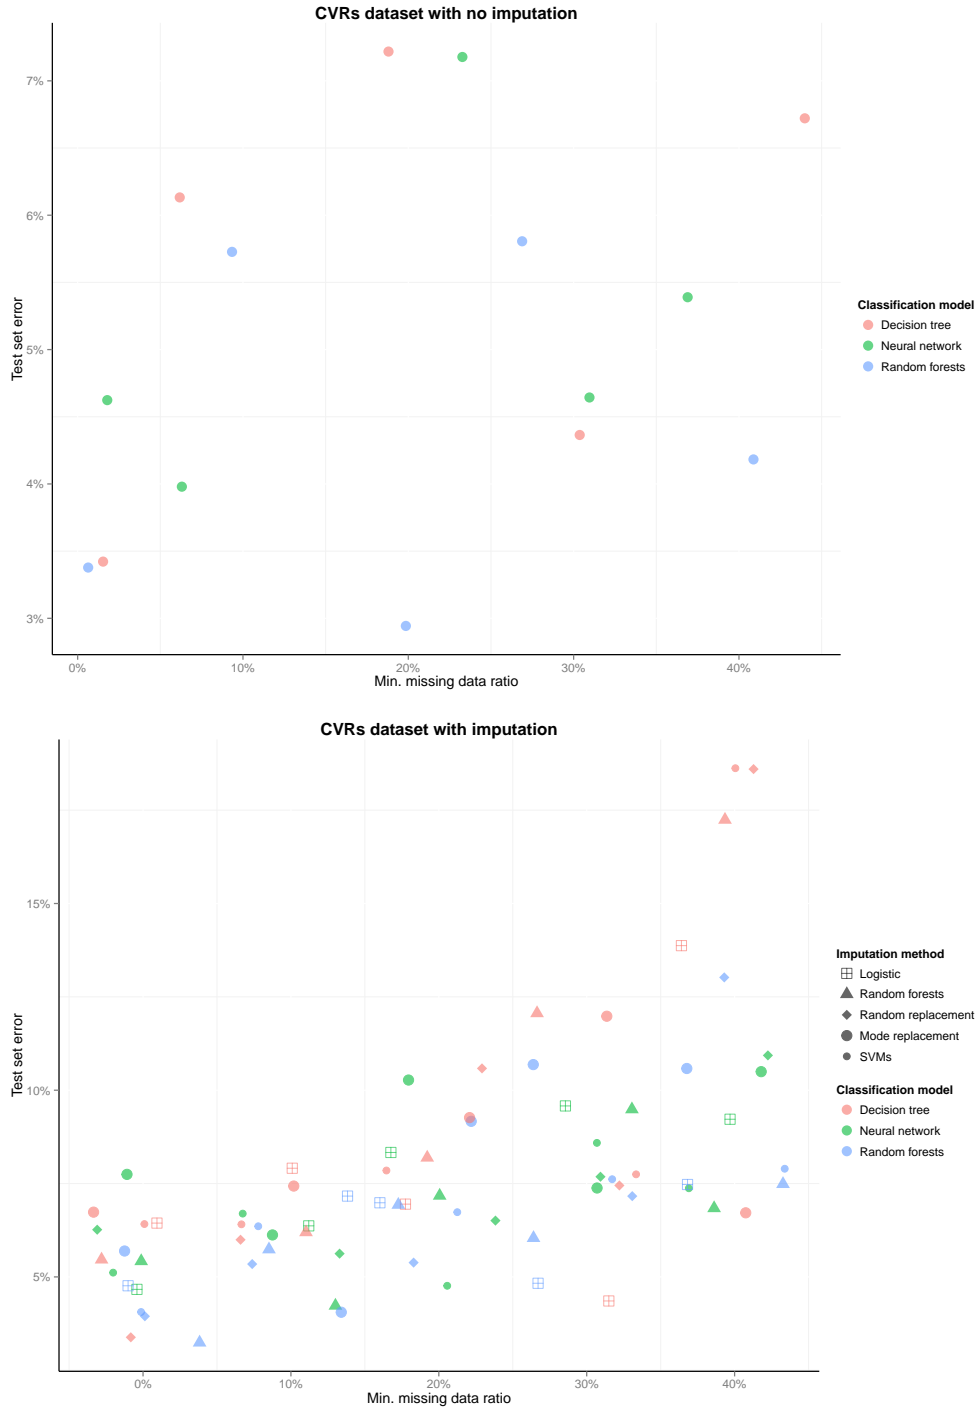 CVRs dataset with no imputation
7%
6%
5%
4%
3%
Test set error
0%
10%
20%
30%
40%
Min. missing data ratio
Classification model
Decision tree
Neural network
Random forests
CVRs dataset with imputation
15%
10%
5%
Test set error
0%
10%
20%
30%
40%
Min. missing data ratio
Imputation method
Logistic
Random forests
Random replacement
Mode replacement
SVMs
Classification model
Decision tree
Neural network
Random forests